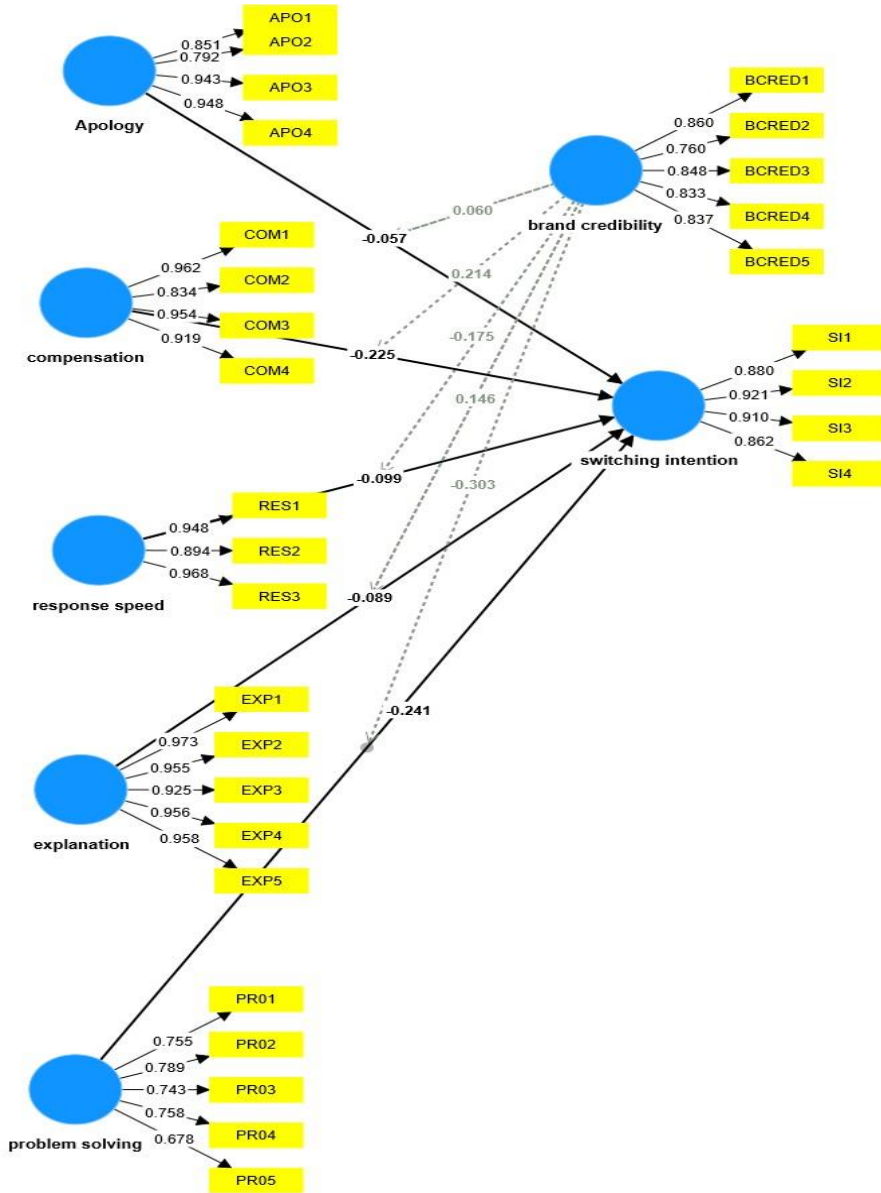 APO1
0.851
APO2
0.792
0.943
APO3
0.948
APO4
Apology
BCRED1
0.860
BCRED2
0.760
0.848
BCRED3
0.833
BCRED4
0.837
BCRED5
brand credibility
0.060
-0.057
0.214
-0.175
-0.225
0.146
-0.303
-0.099
-0.089
-0.241
COM1
0.962
COM2
0.834
0.954
COM3
0.919
COM4
compensation
SI1
0.880
SI2
0.921
0.910
SI3
0.862
SI4
switching intention
RES1
0.948
0.894
RES2
0.968
RES3
response speed
EXP1
0.973
EXP2
0.955
0.925
EXP3
0.956
EXP4
0.958
EXP5
explanation
PR01
0.755
PR02
0.789
0.743
PR03
0.758
PR04
0.678
PR05
problem solving